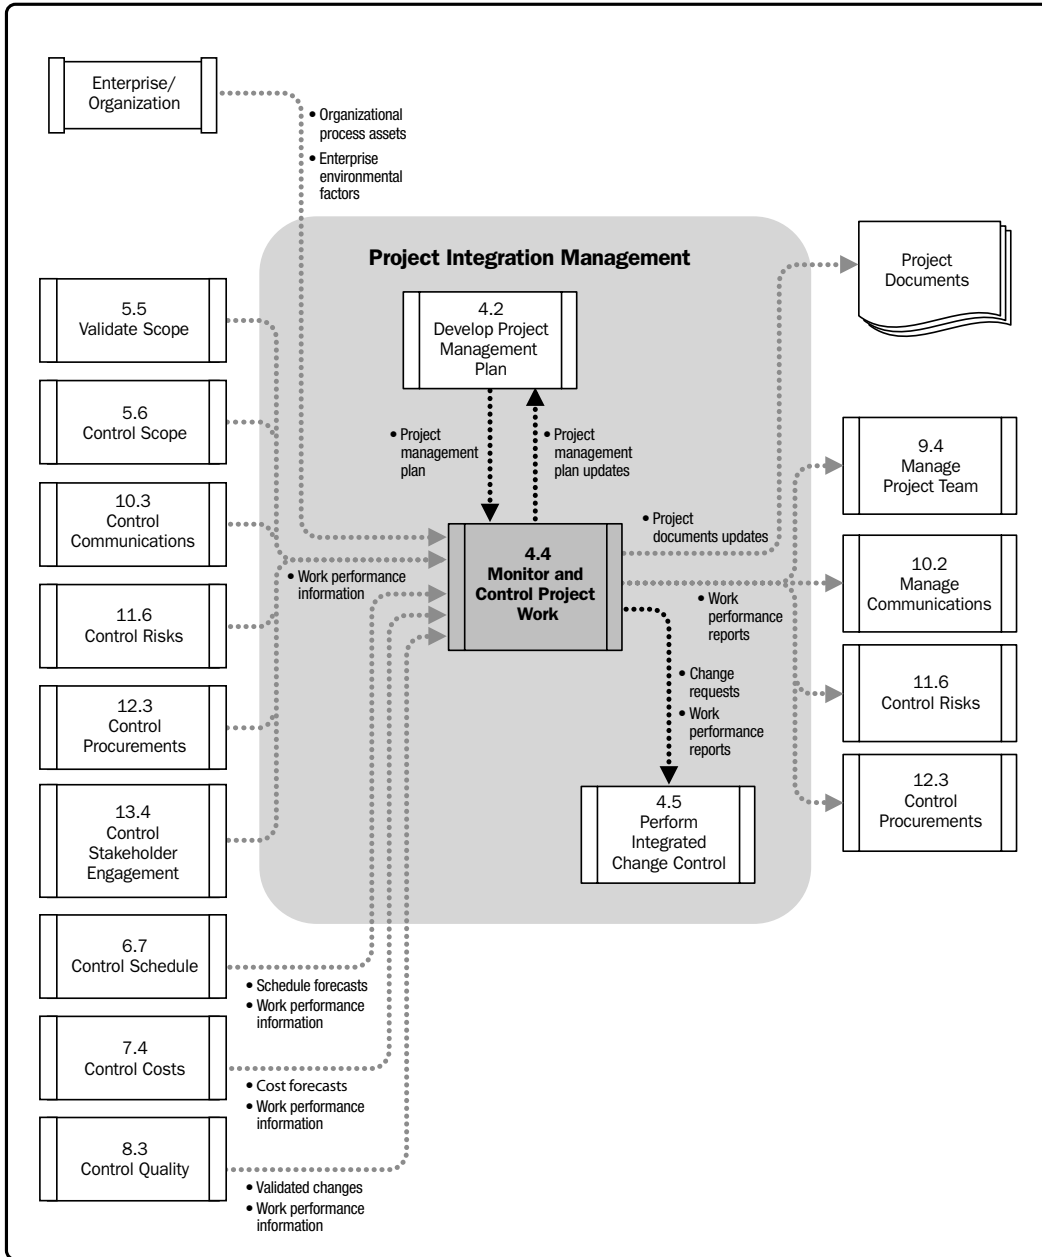 Enterprise/
Organization
• Organizational
process assets
• Enterprise
environmental
factors
Project Integration Management
Project
Documents
4.2
Develop Project
Management
Plan
5.5
Validate Scope
5.6
Control Scope
• Project
management
plan
• Project
management
plan updates
9.4
Manage
Project Team
10.3
Control
Communications
• Project
documents updates
4.4
Monitor and
Control Project
Work
• Work performance
information
10.2
Manage
Communications
• Work
performance
reports
11.6
Control Risks
• Change
requests
• Work
performance
reports
11.6
Control Risks
12.3
Control
Procurements
4.5
Perform
Integrated
Change Control
12.3
Control
Procurements
13.4
Control
Stakeholder
Engagement
6.7
Control Schedule
• Schedule forecasts
• Work performance
information
7.4
Control Costs
• Cost forecasts
• Work performance
information
8.3
Control Quality
• Validated changes
• Work performance
information